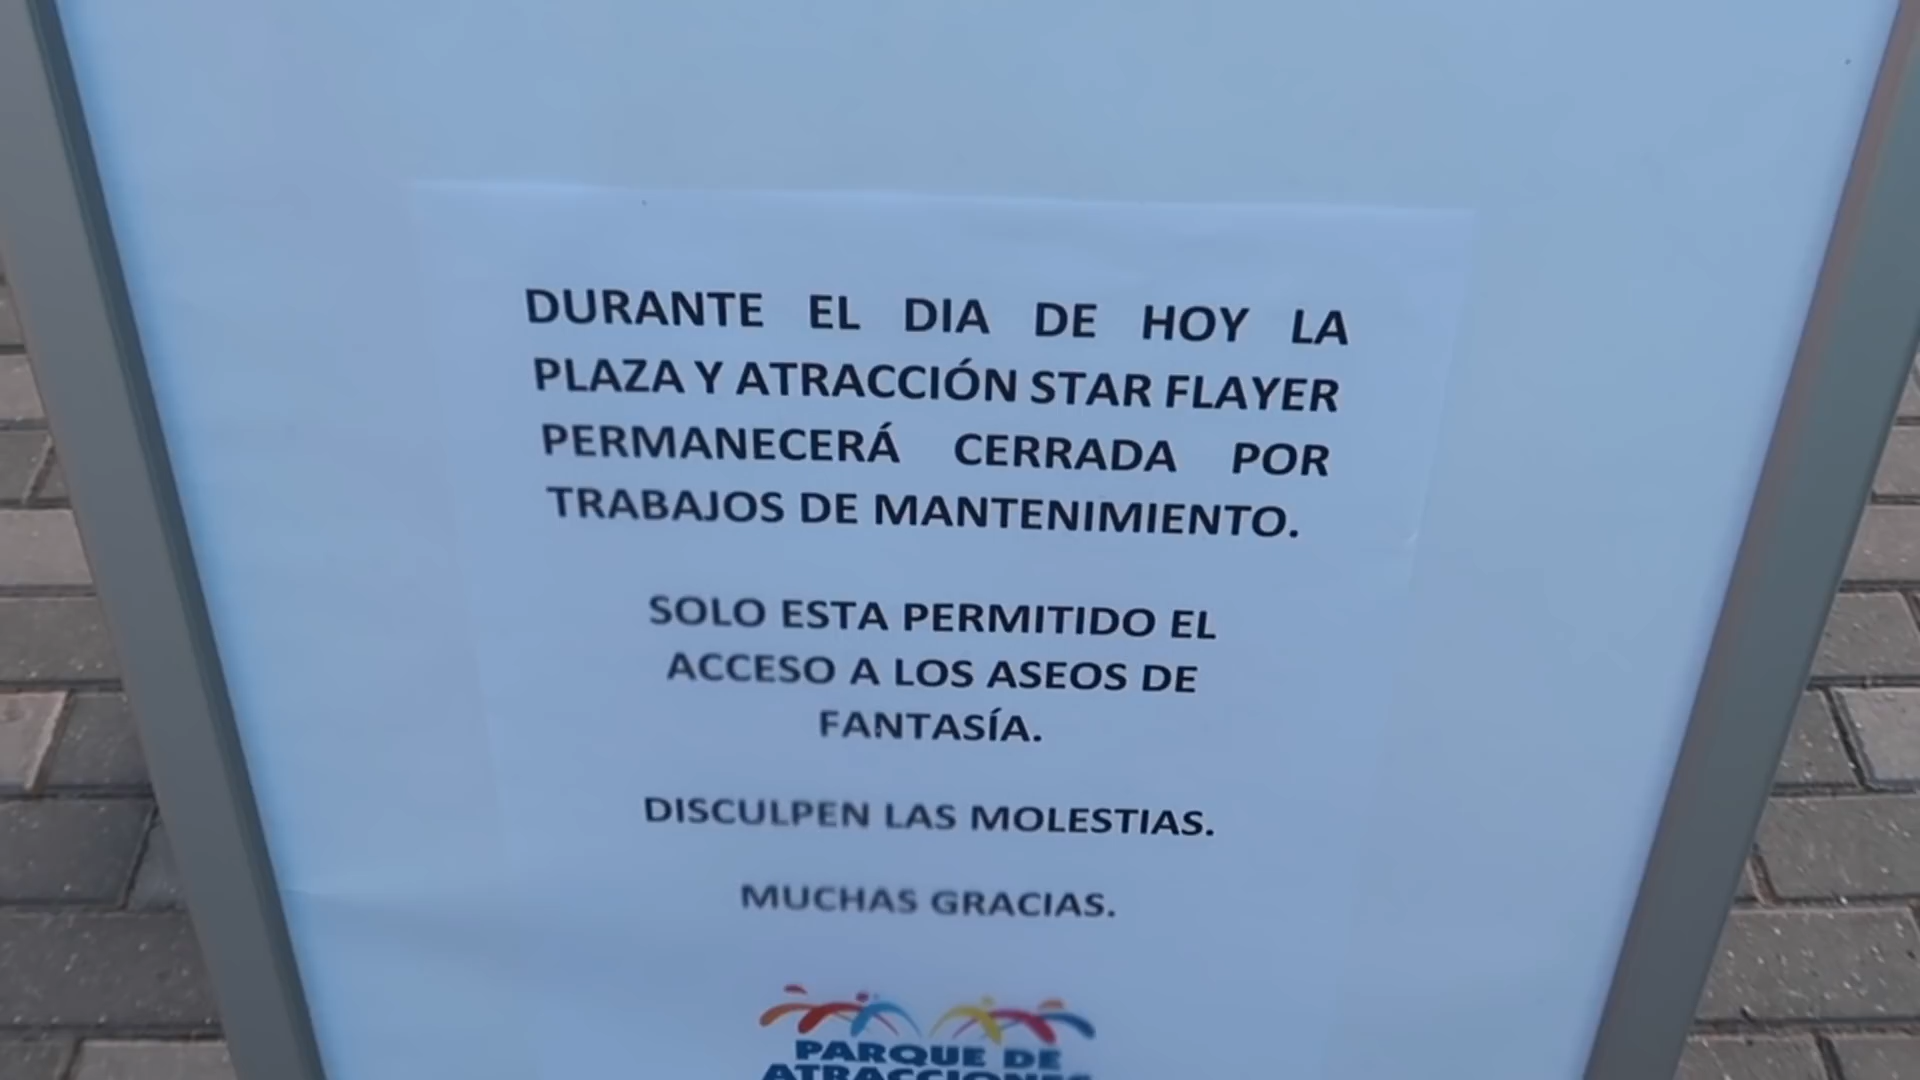 DURANTE EL DIA DE HOY LA
PLAZA Y ATRACCIÓN STAR FLAYER
PERMANECERÁ CERRADA POR
TRABAJOS DE MANTENIMIENTO.
SOLO ESTA PERMITIDO EL
ACCESO A LOS ASEOS DE
FANTASÍA.
DISCULPEN LAS MOLESTIAS.
MUCHAS GRACIAS.
PARQUE DE
ATRACCIONES